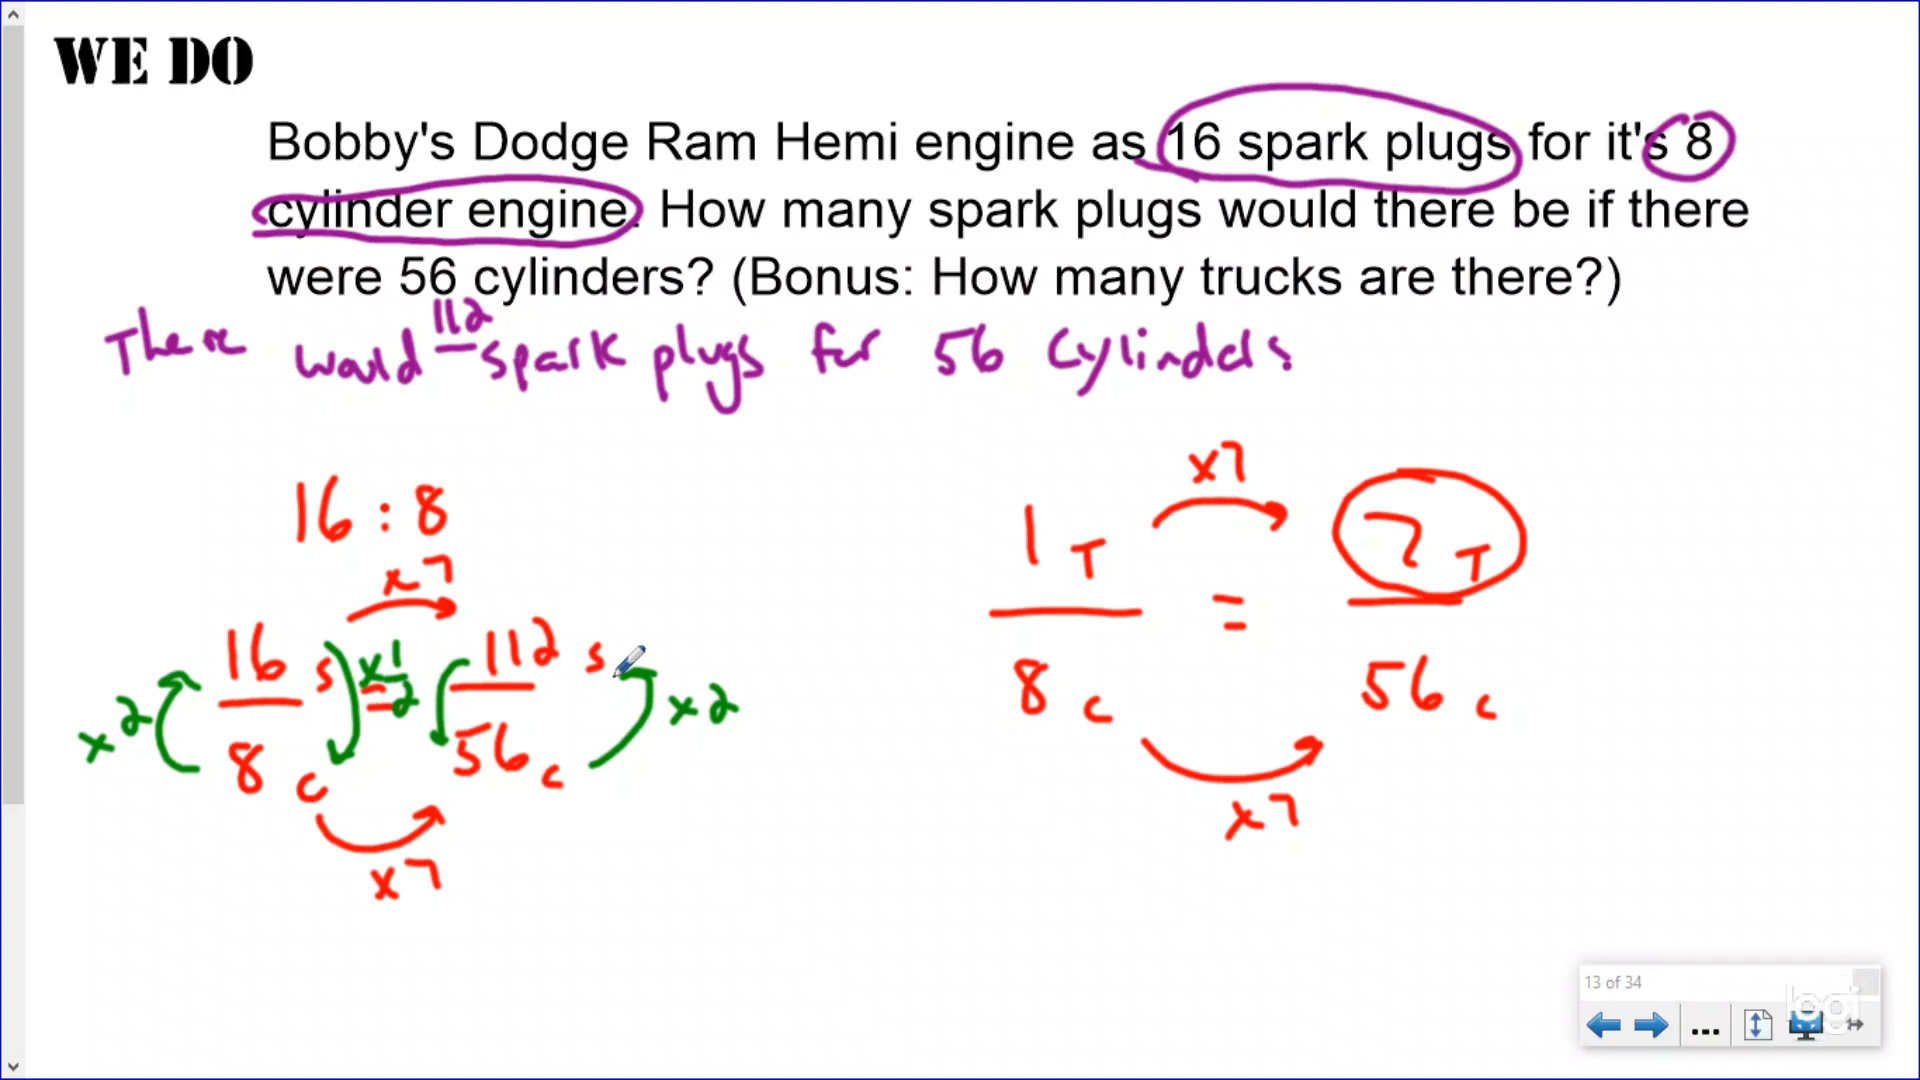 WE DO
Bobby's Dodge Ram Hemi engine as 16 spark plugs for it's 8
cylinder engine. How many spark plugs would there be if there
were 56 cylinders? (Bonus: How many trucks are there?)
112
There would spark plugs for 56 cylinders.
16 : 8
x7
16 s = 112 s
8 c 56 c
x2
x 1/2
x2
x7
x7
1 T = 7 T
8 c 56 c
x7
13 of 34
...
logi